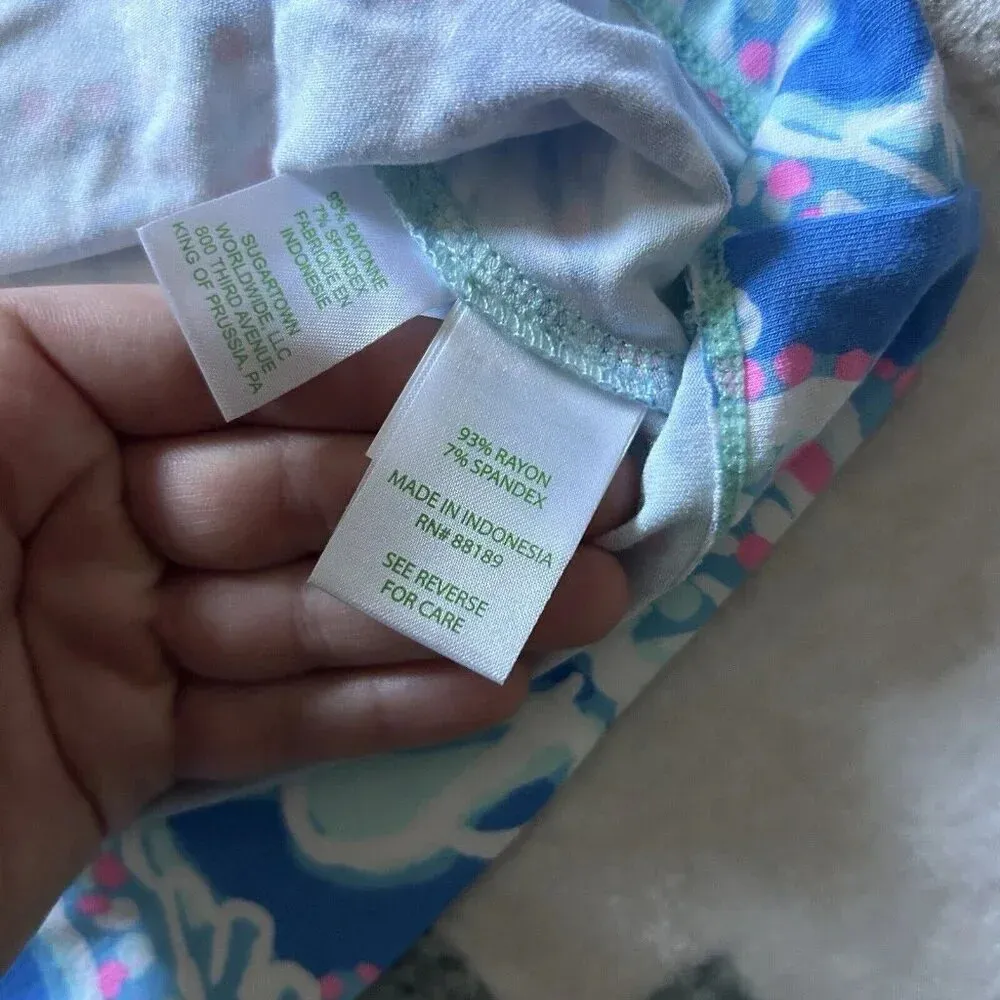 93% RAYONNE
7% SPANDEX
FABRIQUE EN
INDONESIE
SUGARTOWN
WORLDWIDE LLC
800 THIRD AVENUE
KING OF PRUSSIA, PA
93% RAYON
7% SPANDEX
MADE IN INDONESIA
RN# 88189
SEE REVERSE
FOR CARE